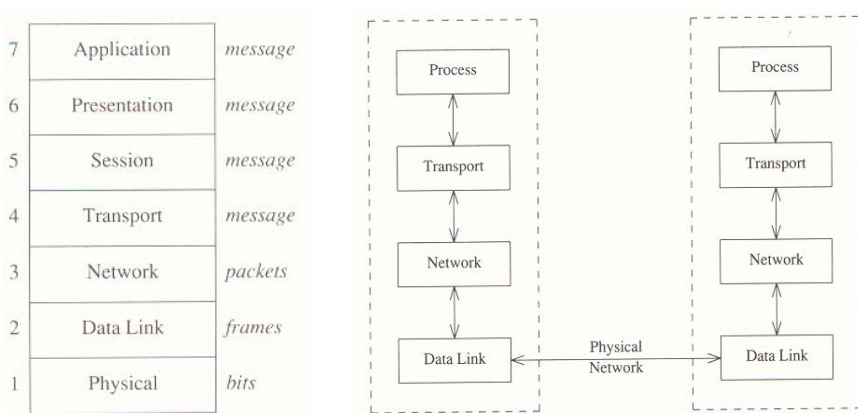 7 Application message
6 Presentation message
5 Session message
4 Transport message
3 Network packets
2 Data Link frames
1 Physical bits
Process
Transport
Network
Data Link
Physical
Network
Process
Transport
Network
Data Link